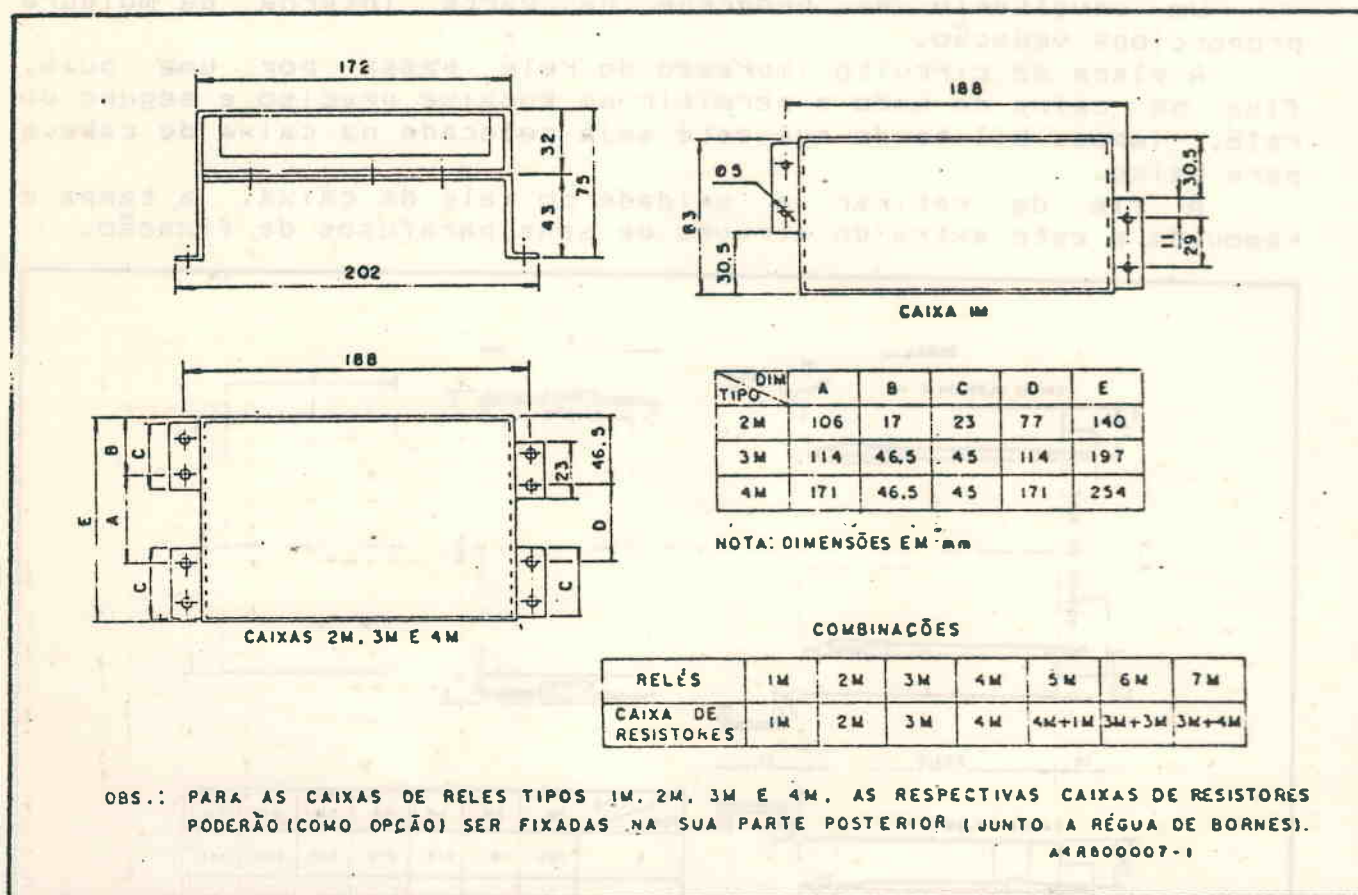 172
32
75
43
202
188
Ø5
83
30.5
30.5
11
29
CAIXA 1M
188
B
C
A
E
C
46.5
23
D
C
CAIXAS 2M, 3M E 4M
DIM
TIPO
A B C D E
2M 106 17 23 77 140
3M 114 46,5 45 114 197
4M 171 46,5 45 171 254
NOTA: DIMENSÕES EM mm
COMBINAÇÕES
RELÉS 1M 2M 3M 4M 5M 6M 7M
CAIXA DE RESISTORES 1M 2M 3M 4M 4M+1M 3M+3M 3M+4M
OBS.: PARA AS CAIXAS DE RELES TIPOS 1M, 2M, 3M E 4M, AS RESPECTIVAS CAIXAS DE RESISTORES
PODERÃO (COMO OPÇÃO) SER FIXADAS NA SUA PARTE POSTERIOR (JUNTO A RÉGUA DE BORNES).
A4R800007-1